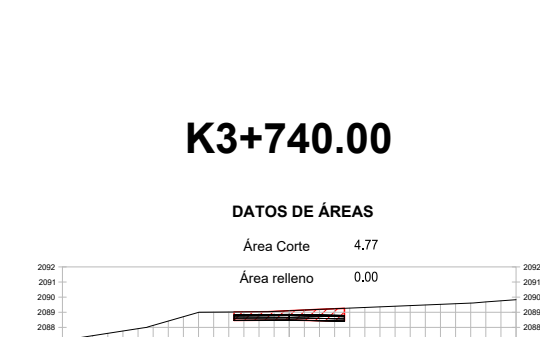 K3+740.00
DATOS DE ÁREAS
Área Corte 4.77
Área relleno 0.00
2092 2092
2091 2091
2090 2090
2089 2089
2088 2088